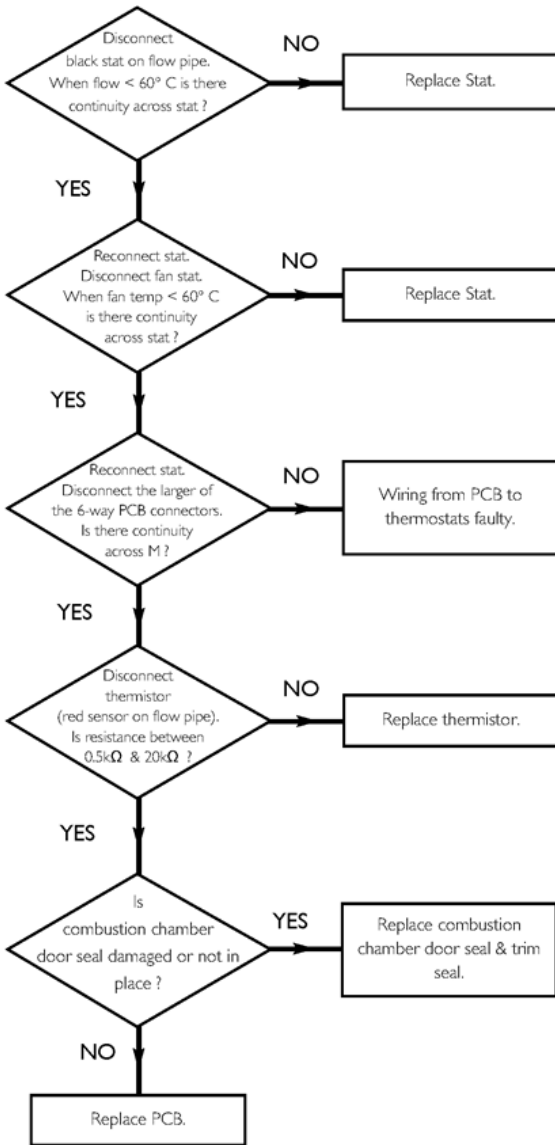 Disconnect
black stat on flow pipe.
When flow < 60° C is there
continuity across stat ?
NO
Replace Stat.
YES
Reconnect stat.
Disconnect fan stat.
When fan temp < 60° C
is there continuity
across stat ?
NO
Replace Stat.
YES
Reconnect stat.
Disconnect the larger of
the 6-way PCB connectors.
Is there continuity
across M ?
NO
Wiring from PCB to
thermostats faulty.
YES
Disconnect
thermistor
(red sensor on flow pipe).
Is resistance between
0.5kΩ & 20kΩ ?
NO
Replace thermistor.
YES
Is
combustion chamber
door seal damaged or not in
place ?
YES
Replace combustion
chamber door seal & trim
seal.
NO
Replace PCB.